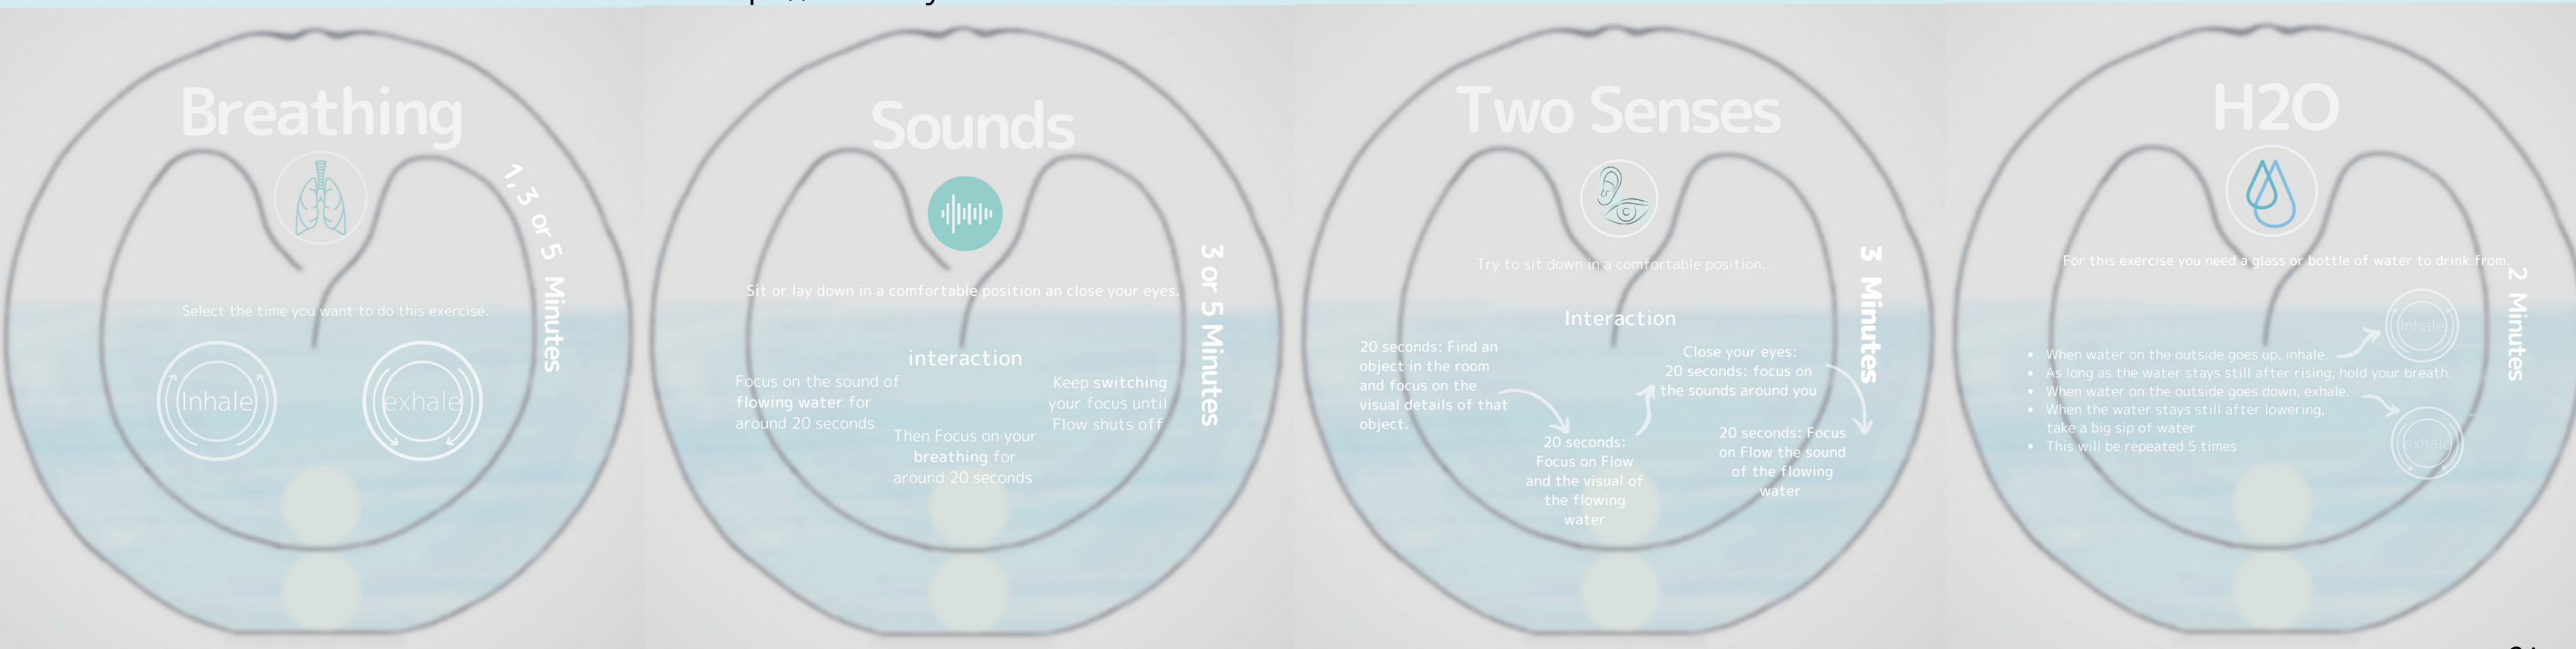 Breathing
1, 3 or 5 Minutes
Select the time you want to do this exercise.
Inhale
exhale
Sounds
3 or 5 Minutes
Sit or lay down in a comfortable position an close your eyes.
interaction
Focus on the sound of
flowing water for
around 20 seconds
Then Focus on your
breathing for
around 20 seconds
Keep switching
your focus until
Flow shuts off
Two Senses
3 Minutes
Try to sit down in a comfortable position.
Interaction
20 seconds: Find an
object in the room
and focus on the
visual details of that
object.
20 seconds:
Focus on Flow
and the visual of
the flowing
water
Close your eyes:
20 seconds: focus on
the sounds around you
20 seconds: Focus
on Flow the sound
of the flowing
water
H2O
2 Minutes
For this exercise you need a glass or bottle of water to drink from.
• When water on the outside goes up, inhale.
• As long as the water stays still after rising, hold your breath.
• When water on the outside goes down, exhale.
• When the water stays still after lowering,
take a big sip of water
• This will be repeated 5 times
inhale
exhale